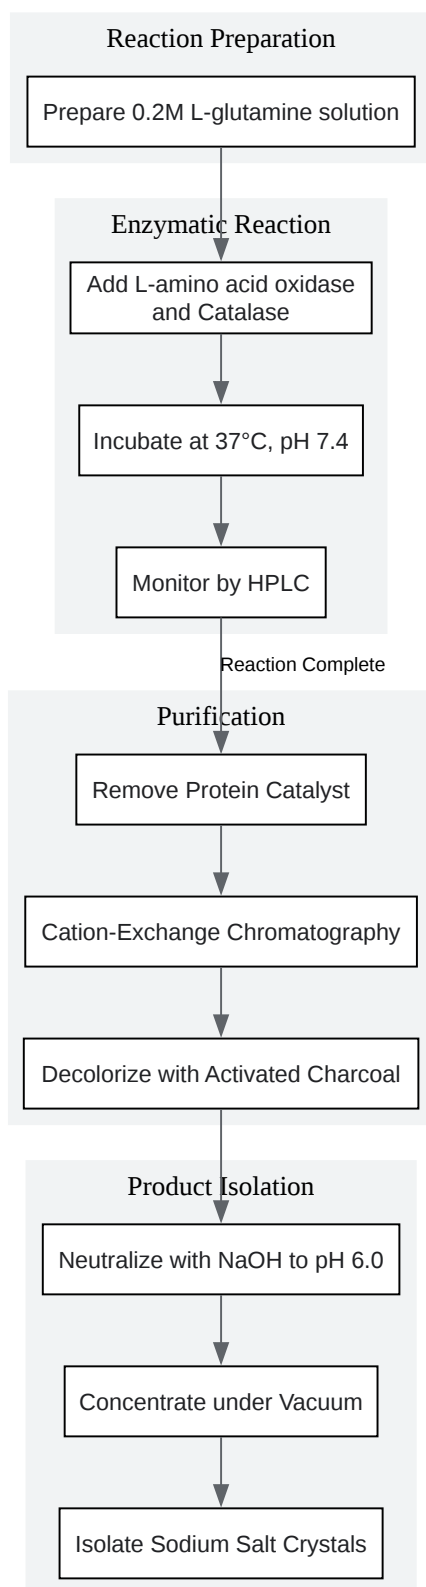 Reaction Preparation
Prepare 0.2M L-glutamine solution
Enzymatic Reaction
Add L-amino acid oxidase
and Catalase
Incubate at 37°C, pH 7.4
Monitor by HPLC
Reaction Complete
Purification
Remove Protein Catalyst
Cation-Exchange Chromatography
Decolorize with Activated Charcoal
Product Isolation
Neutralize with NaOH to pH 6.0
Concentrate under Vacuum
Isolate Sodium Salt Crystals